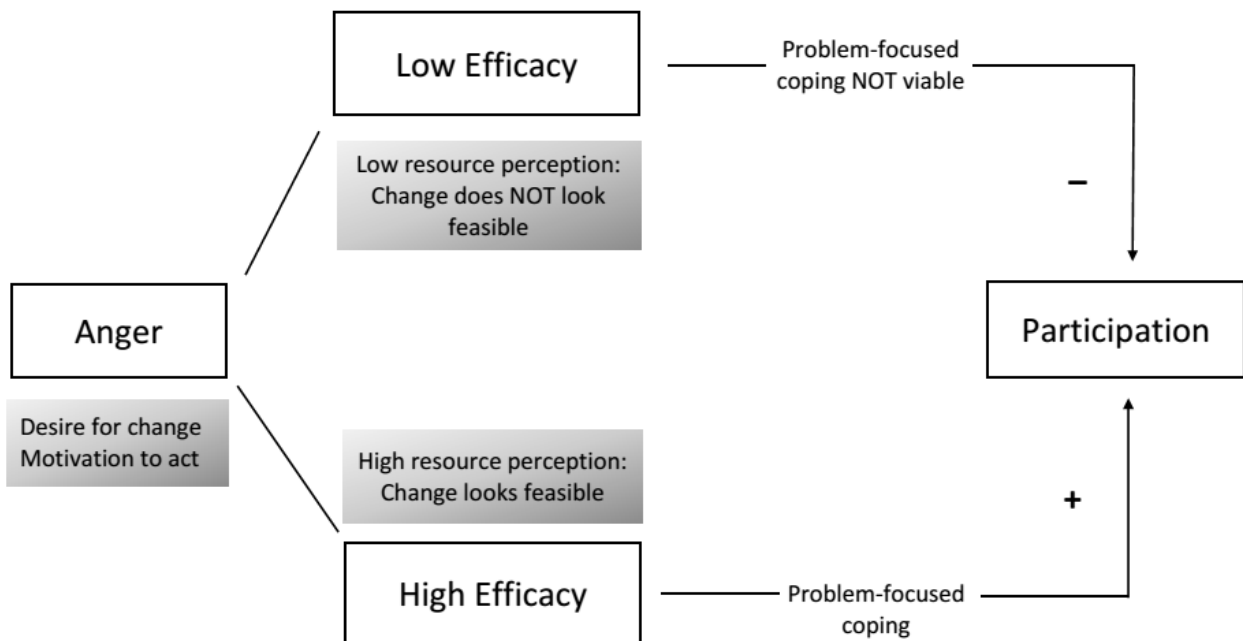 Low Efficacy
Problem-focused
coping NOT viable
Low resource perception:
Change does NOT look
feasible
–
Anger
Participation
Desire for change
Motivation to act
High resource perception:
Change looks feasible
+
High Efficacy
Problem-focused
coping